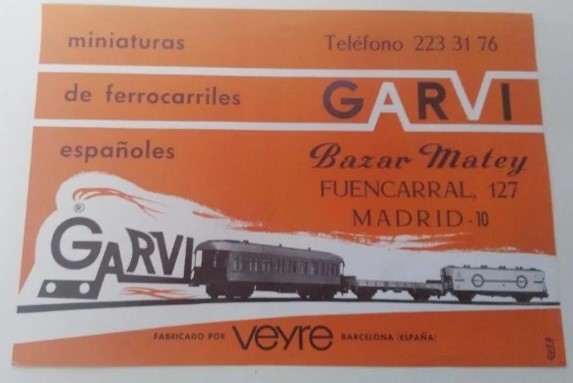 miniaturas
Teléfono 223 31 76
de ferrocarriles
GARVI
españoles
Bazar Matey
FUENCARRAL, 127
MADRID-10
®
GARVI
FABRICADO POR veyre BARCELONA (ESPAÑA)